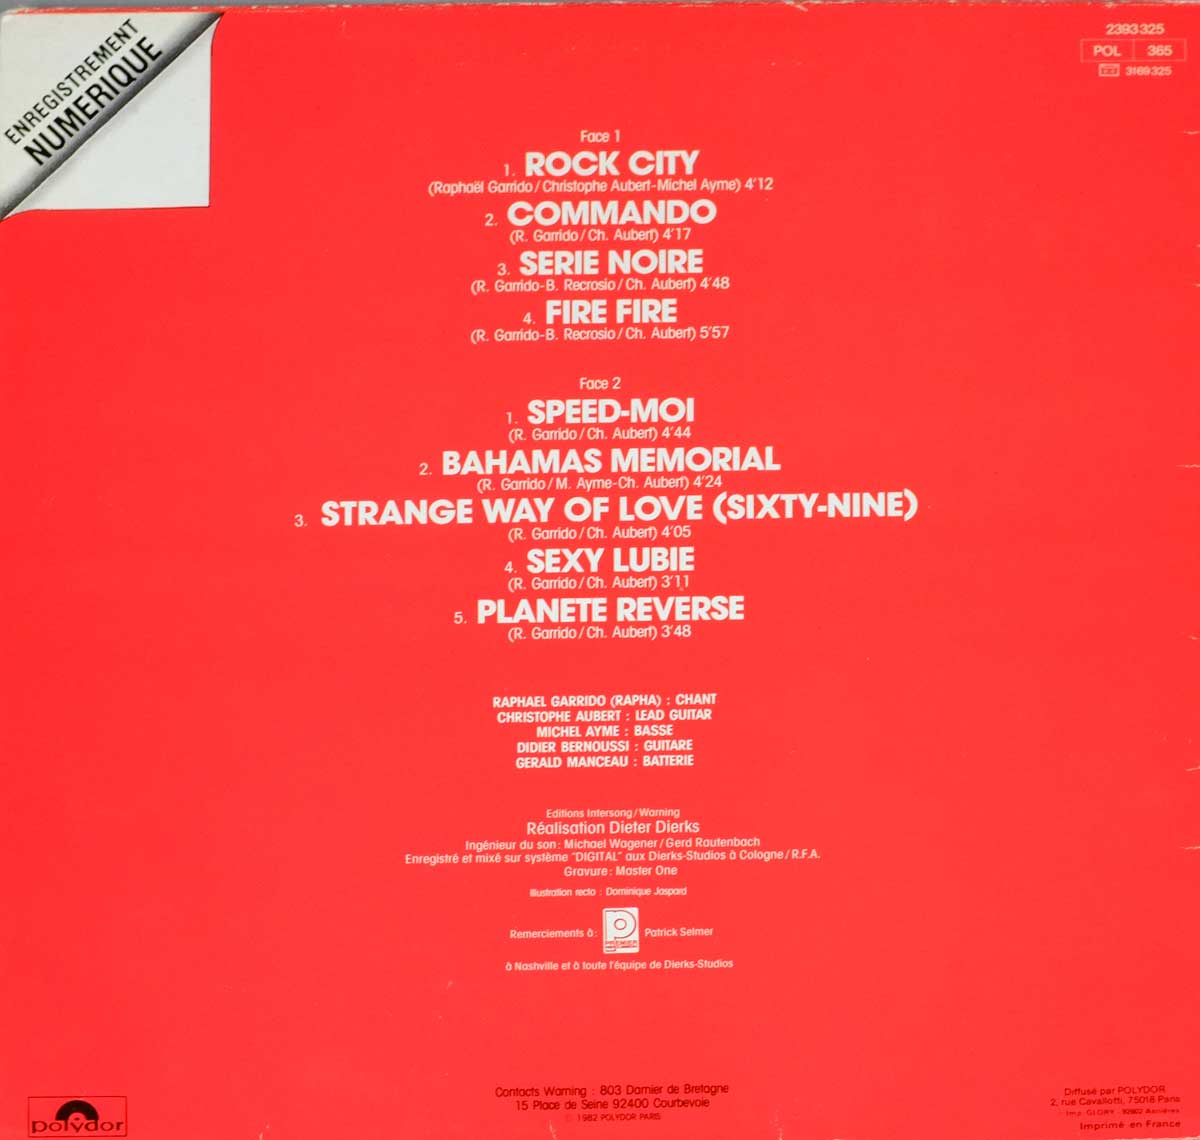 ENREGISTREMENT
NUMERIQUE
2393325
POL 365
3169325
Face 1
1. ROCK CITY
(Raphaël Garrido/Christophe Aubert-Michel Ayme) 4'12
2. COMMANDO
(R. Garrido/Ch. Aubert) 4'17
3. SERIE NOIRE
(R. Garrido-B. Recrosio/Ch. Aubert) 4'48
4. FIRE FIRE
(R. Garrido-B. Recrosio/Ch. Aubert) 5'57
Face 2
1. SPEED-MOI
(R. Garrido/Ch. Aubert) 4'44
2. BAHAMAS MEMORIAL
(R. Garrido/M. Ayme-Ch. Aubert) 4'24
3. STRANGE WAY OF LOVE (SIXTY-NINE)
(R. Garrido/Ch. Aubert) 4'05
4. SEXY LUBIE
(R. Garrido/Ch. Aubert) 3'11
5. PLANETE REVERSE
(R. Garrido/Ch. Aubert) 3'48
RAPHAEL GARRIDO (RAPHA) : CHANT
CHRISTOPHE AUBERT : LEAD GUITAR
MICHEL AYME : BASSE
DIDIER BERNOUSSI : GUITARE
GERALD MANCEAU : BATTERIE
Editions Intersong/Warning
Réalisation Dieter Dierks
Ingénieur du son: Michael Wagener/Gerd Rautenbach
Enregistré et mixé sur système "DIGITAL" aux Dierks-Studios à Cologne/R.F.A.
Gravure: Master One
Illustration recto : Dominique Jaspard
Remerciements à: PREMIER Patrick Selmer
à Nashville et à toute l'équipe de Dierks-Studios
polydor
Contacts Warning : 803 Damier de Bretagne
15 Place de Seine 92400 Courbevoie
© 1982 POLYDOR PARIS
Diffusé par POLYDOR
2, rue Cavallotti, 75018 Paris
Imp. GLORY - 92602 Asnières
Imprimé en France